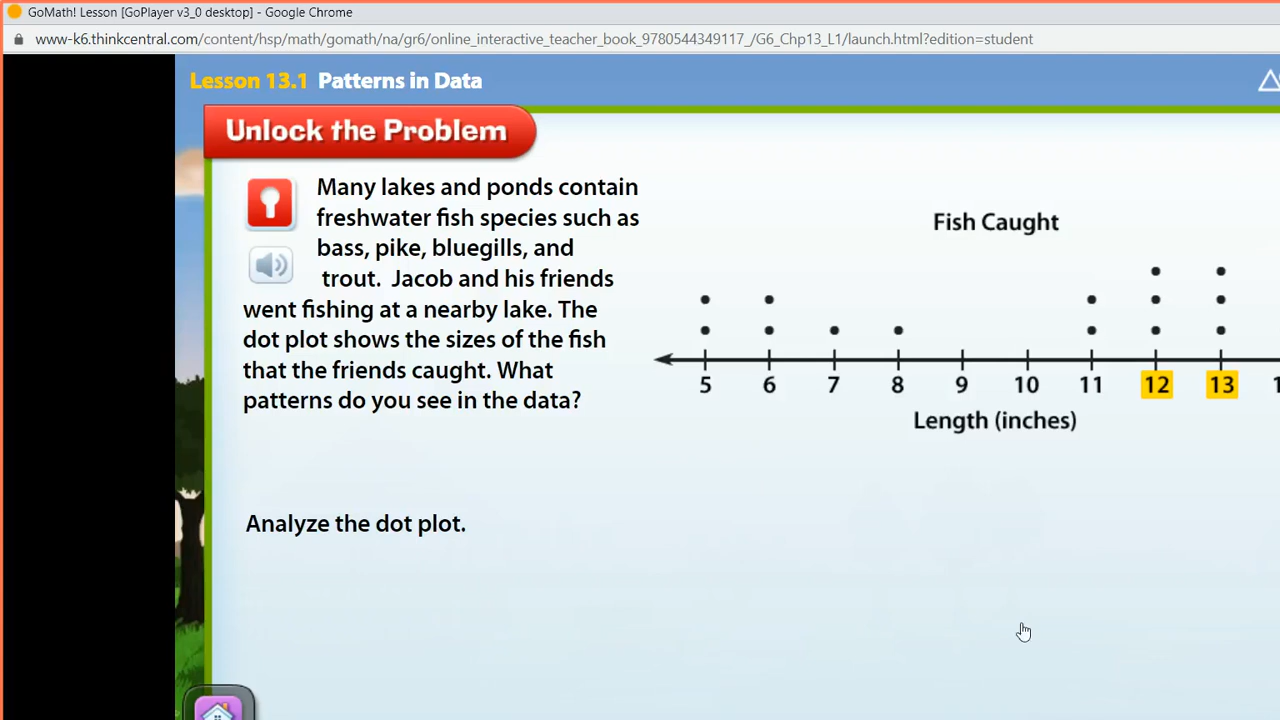 GoMath! Lesson [GoPlayer v3_0 desktop] - Google Chrome
www-k6.thinkcentral.com/content/hsp/math/gomath/na/gr6/online_interactive_teacher_book_9780544349117_/G6_Chp13_L1/launch.html?edition=student
Lesson 13.1 Patterns in Data
Unlock the Problem
Many lakes and ponds contain
freshwater fish species such as
bass, pike, bluegills, and
trout. Jacob and his friends
went fishing at a nearby lake. The
dot plot shows the sizes of the fish
that the friends caught. What
patterns do you see in the data?
Fish Caught
5 6 7 8 9 10 11 12 13
Length (inches)
Analyze the dot plot.